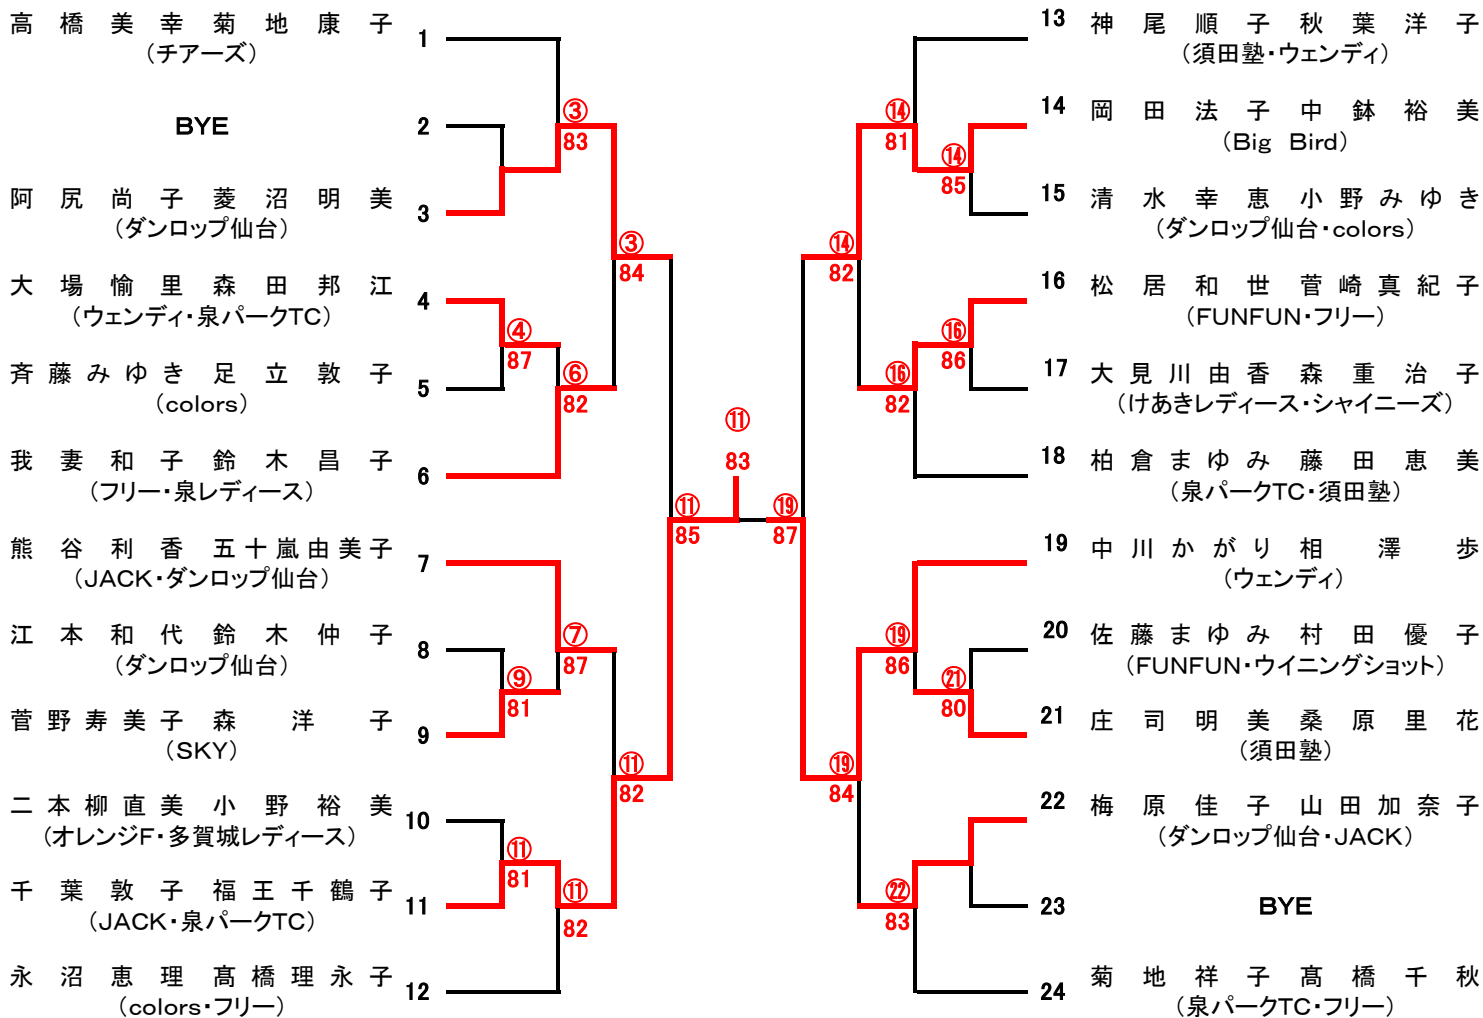 高橋美幸 菊地康子
(チアーズ)
1
BYE
2
阿尻尚子 菱沼明美
(ダンロップ仙台)
3
大場愉里 森田邦江
(ウェンディ・泉パークTC)
4
斉藤みゆき 足立敦子
(colors)
5
我妻和子 鈴木昌子
(フリー・泉レディース)
6
熊谷利香 五十嵐由美子
(JACK・ダンロップ仙台)
7
江本和代 鈴木仲子
(ダンロップ仙台)
8
菅野寿美子 森洋子
(SKY)
9
二本柳直美 小野裕美
(オレンジF・多賀城レディース)
10
千葉敦子 福王千鶴子
(JACK・泉パークTC)
11
永沼恵理 髙橋理永子
(colors・フリー)
12
③
83
③
84
④
87
⑥
82
⑦
87
⑨
81
⑪
82
⑪
81
⑪
82
⑪
85
⑪
83
⑲
87
⑭
81
⑭
85
⑭
82
⑯
86
⑯
82
⑲
86
㉑
80
⑲
84
㉒
83
13
神尾順子 秋葉洋子
(須田塾・ウェンディ)
14
岡田法子 中鉢裕美
(Big Bird)
15
清水幸恵 小野みゆき
(ダンロップ仙台・colors)
16
松居和世 菅崎真紀子
(FUNFUN・フリー)
17
大見川由香 森重治子
(けあきレディース・シャイニーズ)
18
柏倉まゆみ 藤田恵美
(泉パークTC・須田塾)
19
中川かがり 相澤歩
(ウェンディ)
20
佐藤まゆみ 村田優子
(FUNFUN・ウイニングショット)
21
庄司明美 桑原里花
(須田塾)
22
梅原佳子 山田加奈子
(ダンロップ仙台・JACK)
23
BYE
24
菊地祥子 髙橋千秋
(泉パークTC・フリー)